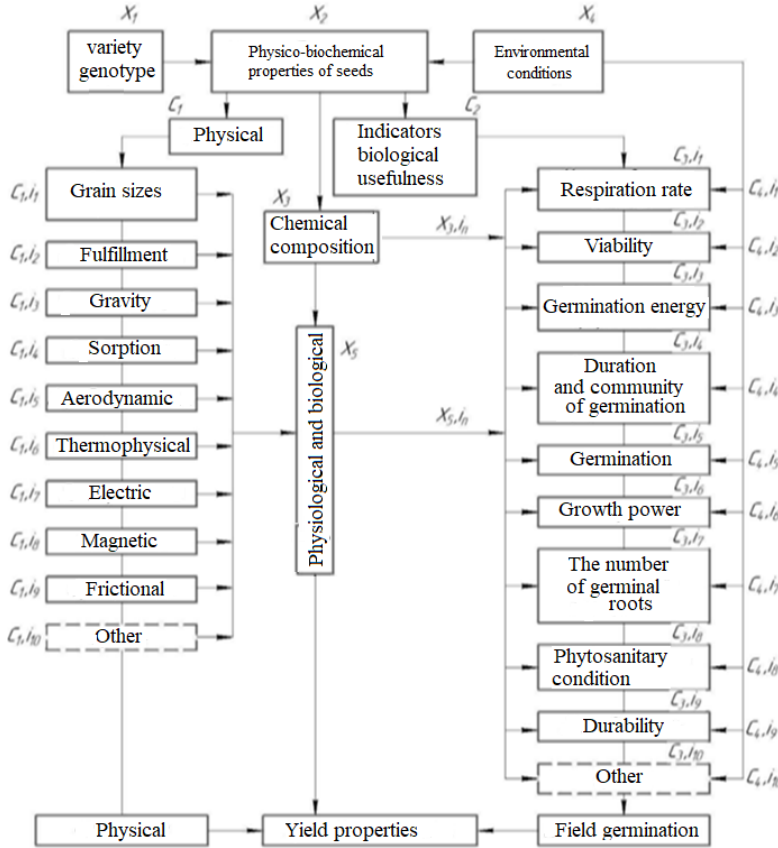 X₁
X₂
X₄
variety
genotype
Physico-biochemical
properties of seeds
Environmental
conditions
C₁
C₂
Physical
Indicators
biological
usefulness
C₁,i₁
Grain sizes
C₁,i₂
Fulfillment
C₁,i₃
Gravity
C₁,i₄
Sorption
C₁,i₅
Aerodynamic
C₁,i₆
Thermophysical
C₁,i₇
Electric
C₁,i₈
Magnetic
C₁,i₉
Frictional
C₁,i₁₀
Other
X₃
Chemical
composition
X₃,iₙ
X₅
Physiological and biological
X₅,iₙ
C₃,i₁
Respiration rate
C₄,i₁
C₃,i₂
Viability
C₄,i₂
C₃,i₃
Germination energy
C₄,i₃
C₃,i₄
Duration
and community
of germination
C₄,i₄
C₃,i₅
Germination
C₄,i₅
C₃,i₆
Growth power
C₄,i₆
C₃,i₇
The number
of germinal
roots
C₄,i₇
C₃,i₈
Phytosanitary
condition
C₄,i₈
C₃,i₉
Durability
C₄,i₉
C₃,i₁₀
Other
C₄,i₁₀
Physical
Yield properties
Field germination